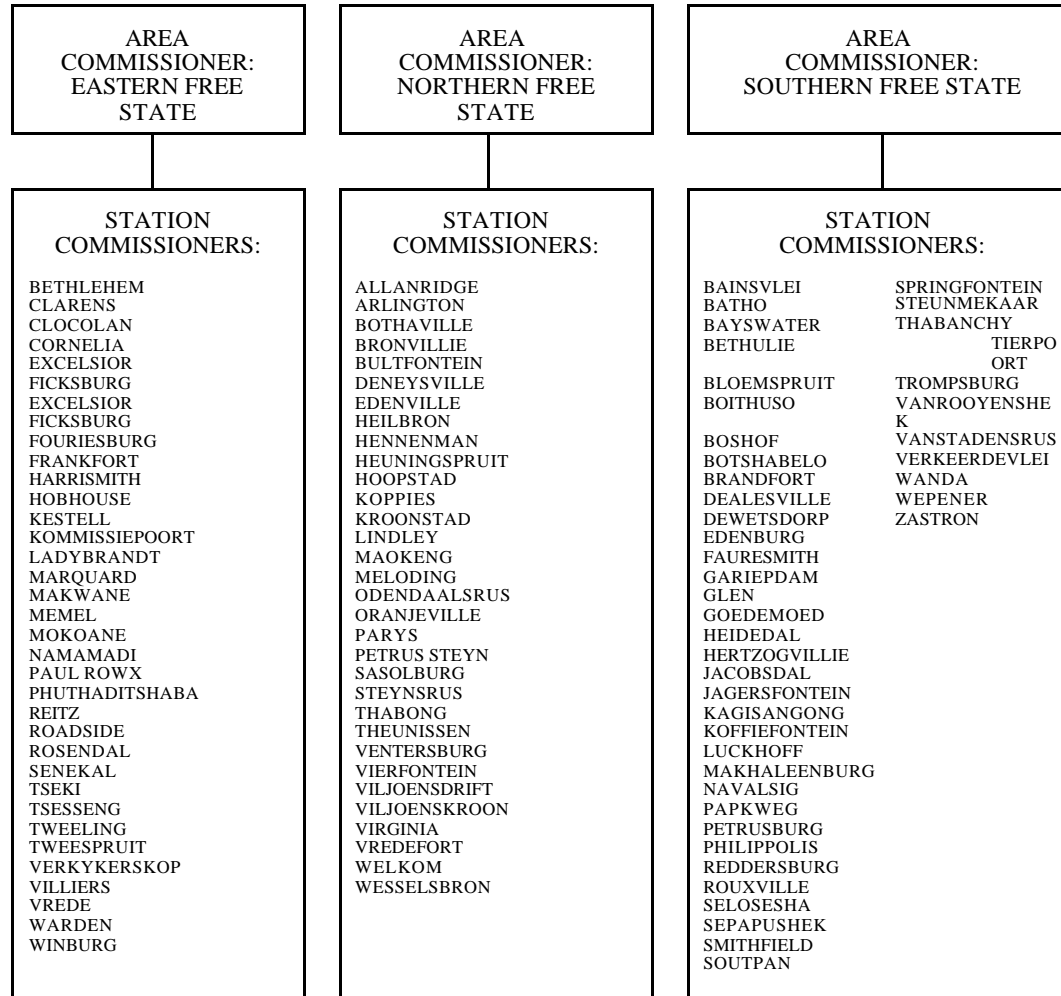 AREA
COMMISSIONER:
EASTERN FREE
STATE
STATION
COMMISSIONERS:
BETHLEHEM
CLARENS
CLOCOLAN
CORNELIA
EXCELSIOR
FICKSBURG
EXCELSIOR
FICKSBURG
FOURIESBURG
FRANKFORT
HARRISMITH
HOBHOUSE
KESTELL
KOMMISSIEPOORT
LADYBRANDT
MARQUARD
MAKWANE
MEMEL
MOKOANE
NAMAMADI
PAUL ROWX
PHUTHADITSHABA
REITZ
ROADSIDE
ROSENDAL
SENEKAL
TSEKI
TSESSENG
TWEELING
TWEESPRUIT
VERKYKERSKOP
VILLIERS
VREDE
WARDEN
WINBURG
AREA
COMMISSIONER:
NORTHERN FREE
STATE
STATION
COMMISSIONERS:
ALLANRIDGE
ARLINGTON
BOTHAVILLE
BRONVILLIE
BULTFONTEIN
DENEYSVILLE
EDENVILLE
HEILBRON
HENNENMAN
HEUNINGSPRUIT
HOOPSTAD
KOPPIES
KROONSTAD
LINDLEY
MAOKENG
MELODING
ODENDAALSRUS
ORANJEVILLE
PARYS
PETRUS STEYN
SASOLBURG
STEYNSRUS
THABONG
THEUNISSEN
VENTERSBURG
VIERFONTEIN
VILJOENSDRIFT
VILJOENSKROON
VIRGINIA
VREDEFORT
WELKOM
WESSELSBRON
AREA
COMMISSIONER:
SOUTHERN FREE STATE
STATION
COMMISSIONERS:
BAINSVLEI
BATHO
BAYSWATER
BETHULIE
BLOEMSPRUIT
BOITHUSO
BOSHOF
BOTSHABELO
BRANDFORT
DEALESVILLE
DEWETSDORP
EDENBURG
FAURESMITH
GARIEPDAM
GLEN
GOEDEMOED
HEIDEDAL
HERTZOGVILLIE
JACOBSDAL
JAGERSFONTEIN
KAGISANGONG
KOFFIEFONTEIN
LUCKHOFF
MAKHALEENBURG
NAVALSIG
PAPKWEG
PETRUSBURG
PHILIPPOLIS
REDDERSBURG
ROUXVILLE
SELOSESHA
SEPAPUSHEK
SMITHFIELD
SOUTPAN
SPRINGFONTEIN
STEUNMEKAAR
THABANCHY
TIERPO
ORT
TROMPSBURG
VANROOYENSHE
K
VANSTADENSRUS
VERKEERDEVLEI
WANDA
WEPENER
ZASTRON